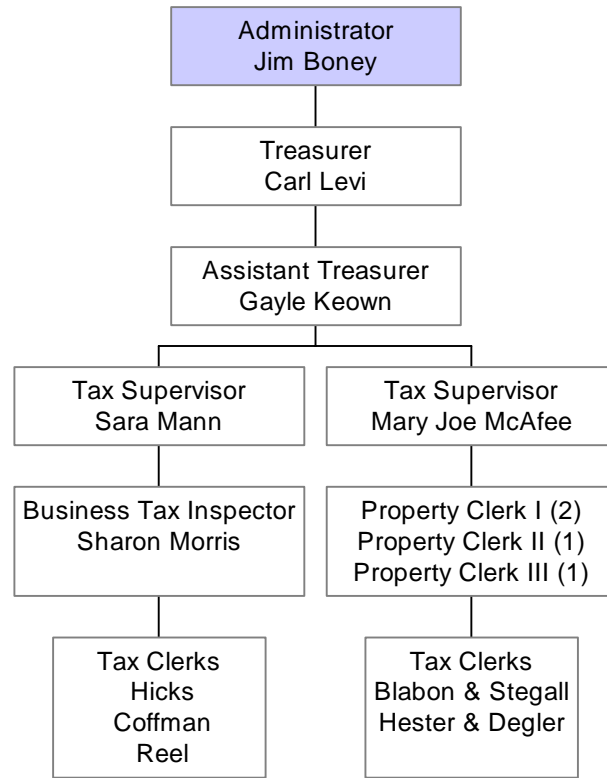 Administrator
Jim Boney
Treasurer
Carl Levi
Assistant Treasurer
Gayle Keown
Tax Supervisor
Sara Mann
Tax Supervisor
Mary Joe McAfee
Business Tax Inspector
Sharon Morris
Property Clerk I (2)
Property Clerk II (1)
Property Clerk III (1)
Tax Clerks
Hicks
Coffman
Reel
Tax Clerks
Blabon & Stegall
Hester & Degler